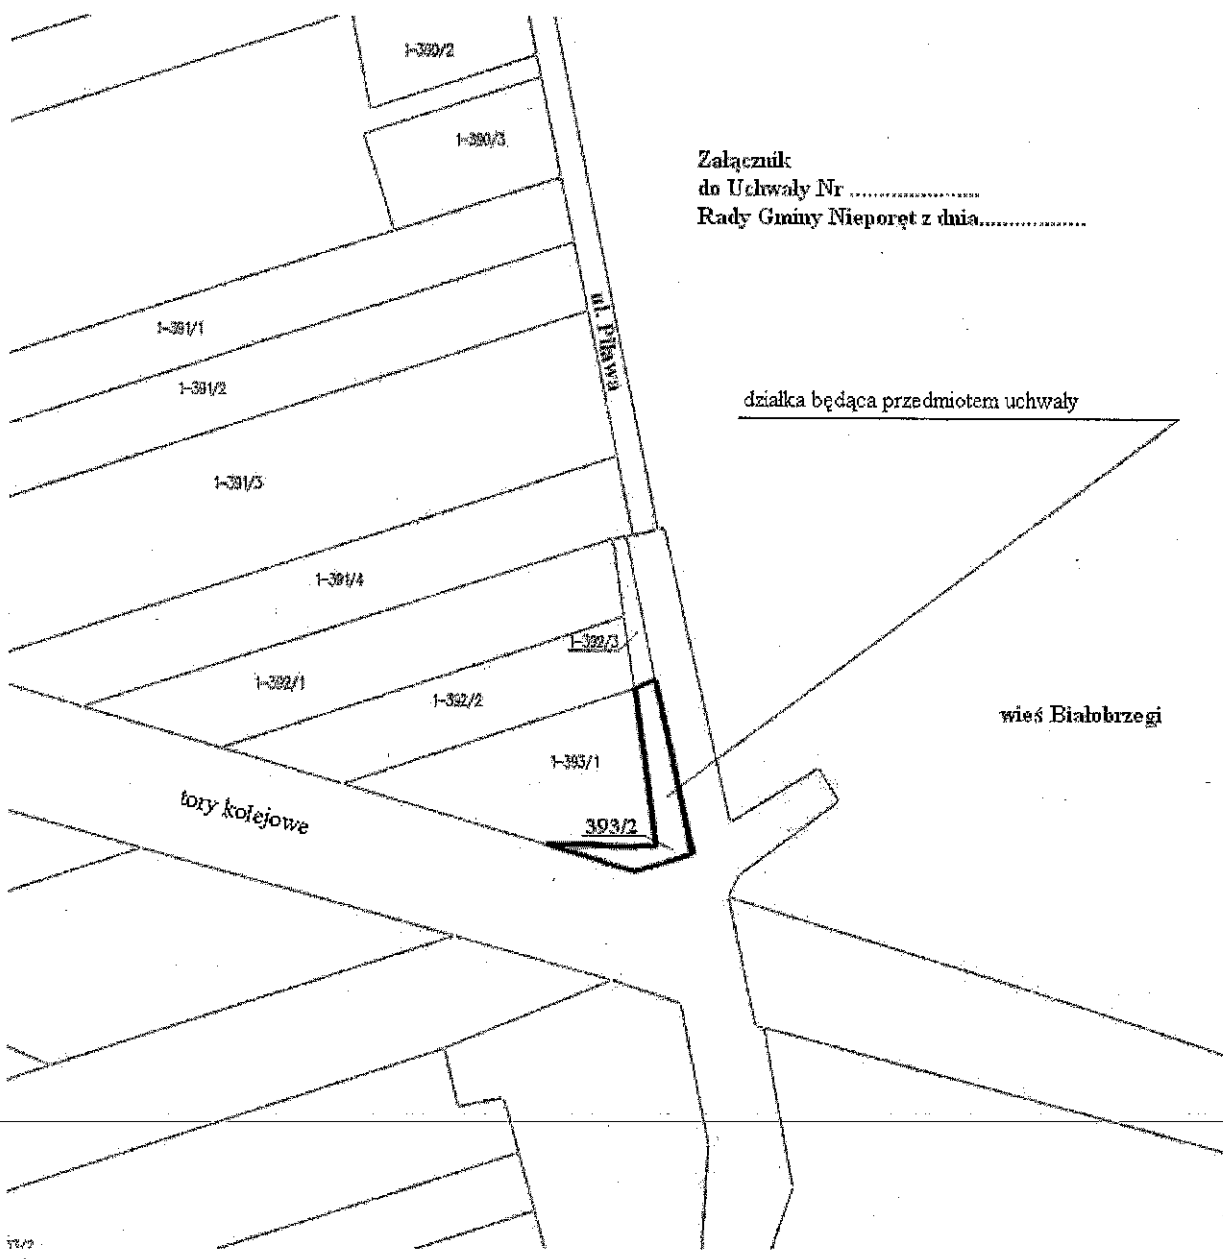 1-390/2
1-390/3
Załącznik
do Uchwały Nr ......................
Rady Gminy Nieporęt z dnia..................
1-391/1
ul. Pilawa
1-391/2
działka będąca przedmiotem uchwały
1-391/3
1-391/4
1-392/3
1-392/1
1-392/2
wieś Białobrzegi
1-393/1
tory kolejowe
393/2